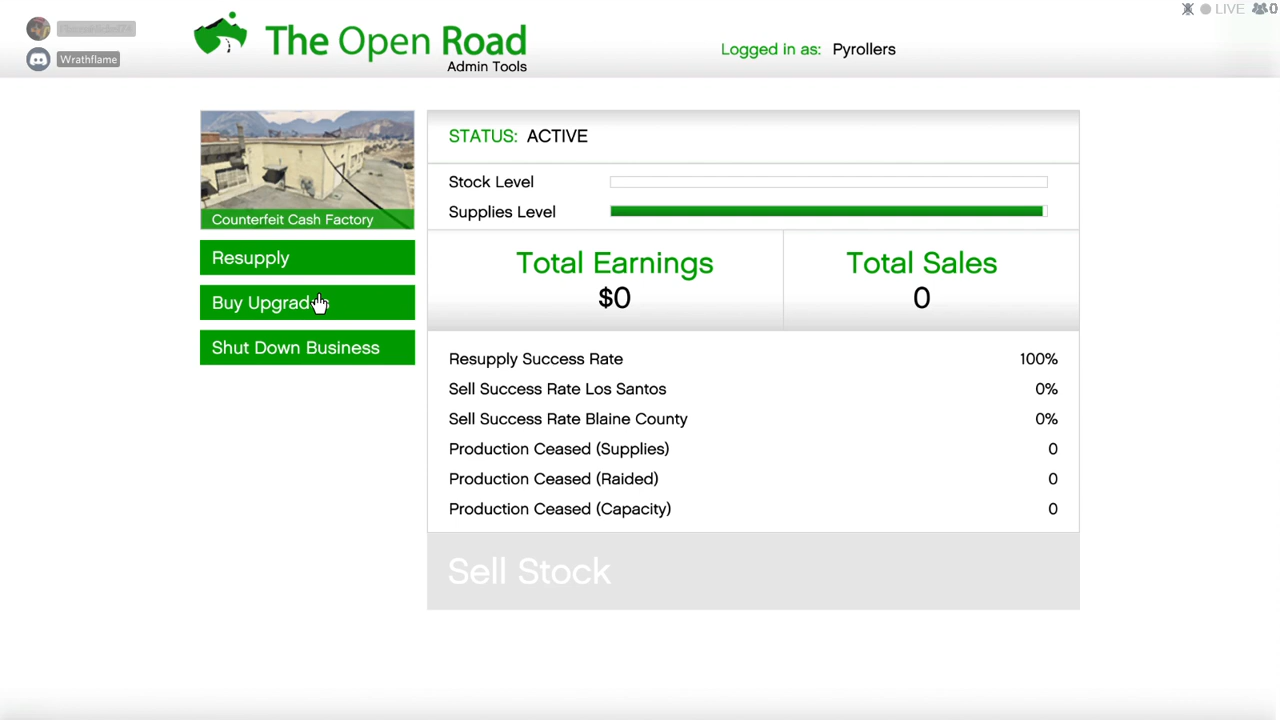 Wrathflame
The Open Road
Admin Tools
Logged in as: Pyrollers
LIVE 0
Counterfeit Cash Factory
Resupply
Buy
Shut Down Business
STATUS: ACTIVE
Stock Level
Supplies Level
Total Earnings
$0
Total Sales
0
Resupply Success Rate 100%
Sell Success Rate Los Santos 0%
Sell Success Rate Blaine County 0%
Production Ceased (Supplies) 0
Production Ceased (Raided) 0
Production Ceased (Capacity) 0
Sell Stock